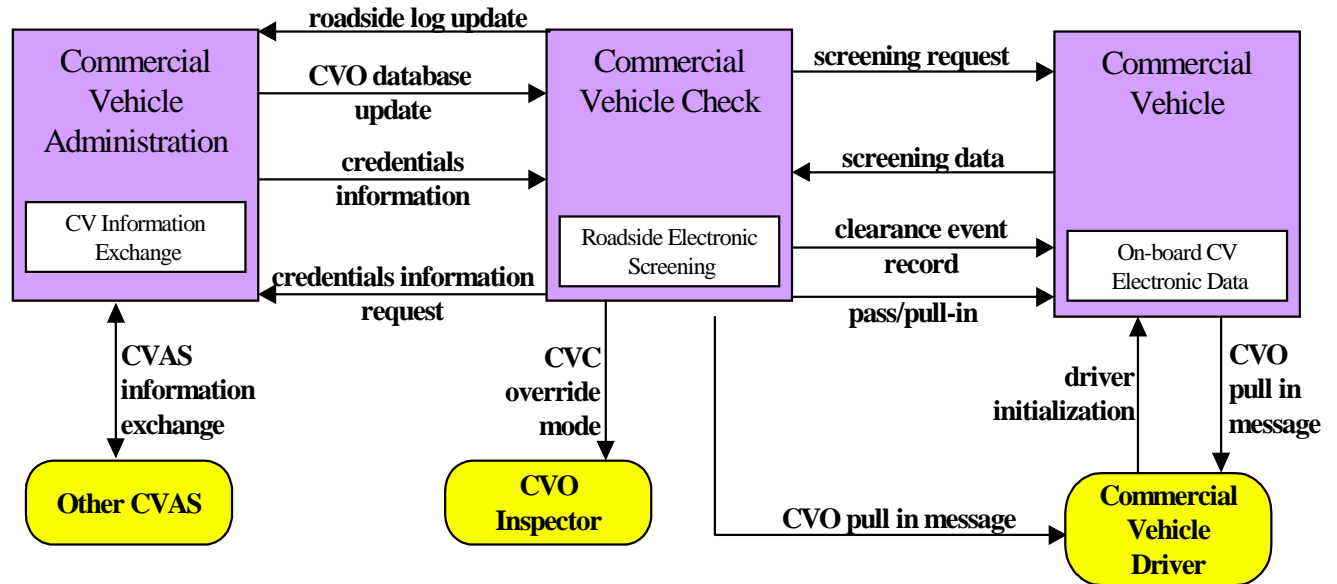 roadside log update
Commercial
Vehicle
Administration
CVO database
update
credentials
information
CV Information
Exchange
credentials information
request
Commercial
Vehicle Check
Roadside Electronic
Screening
screening request
screening data
clearance event
record
pass/pull-in
Commercial
Vehicle
On-board CV
Electronic Data
CVAS
information
exchange
CVC
override
mode
driver
initialization
CVO
pull in
message
Other CVAS
CVO
Inspector
CVO pull in message
Commercial
Vehicle
Driver